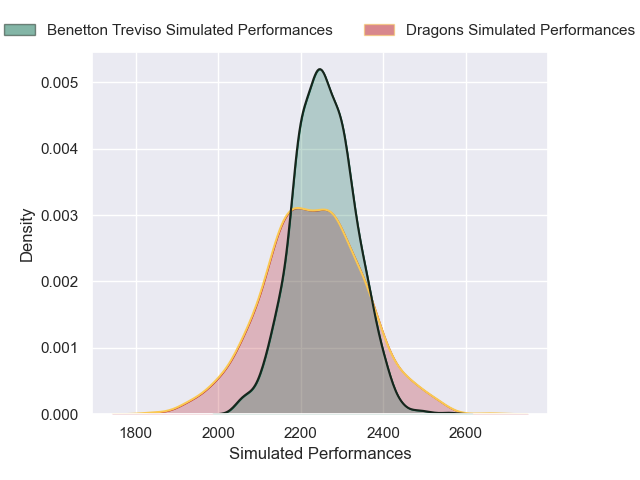 Benetton Treviso Simulated Performances Dragons Simulated Performances
0.005
0.004
0.003
0.002
0.001
0.000
Density
1800 2000 2200 2400 2600
Simulated Performances